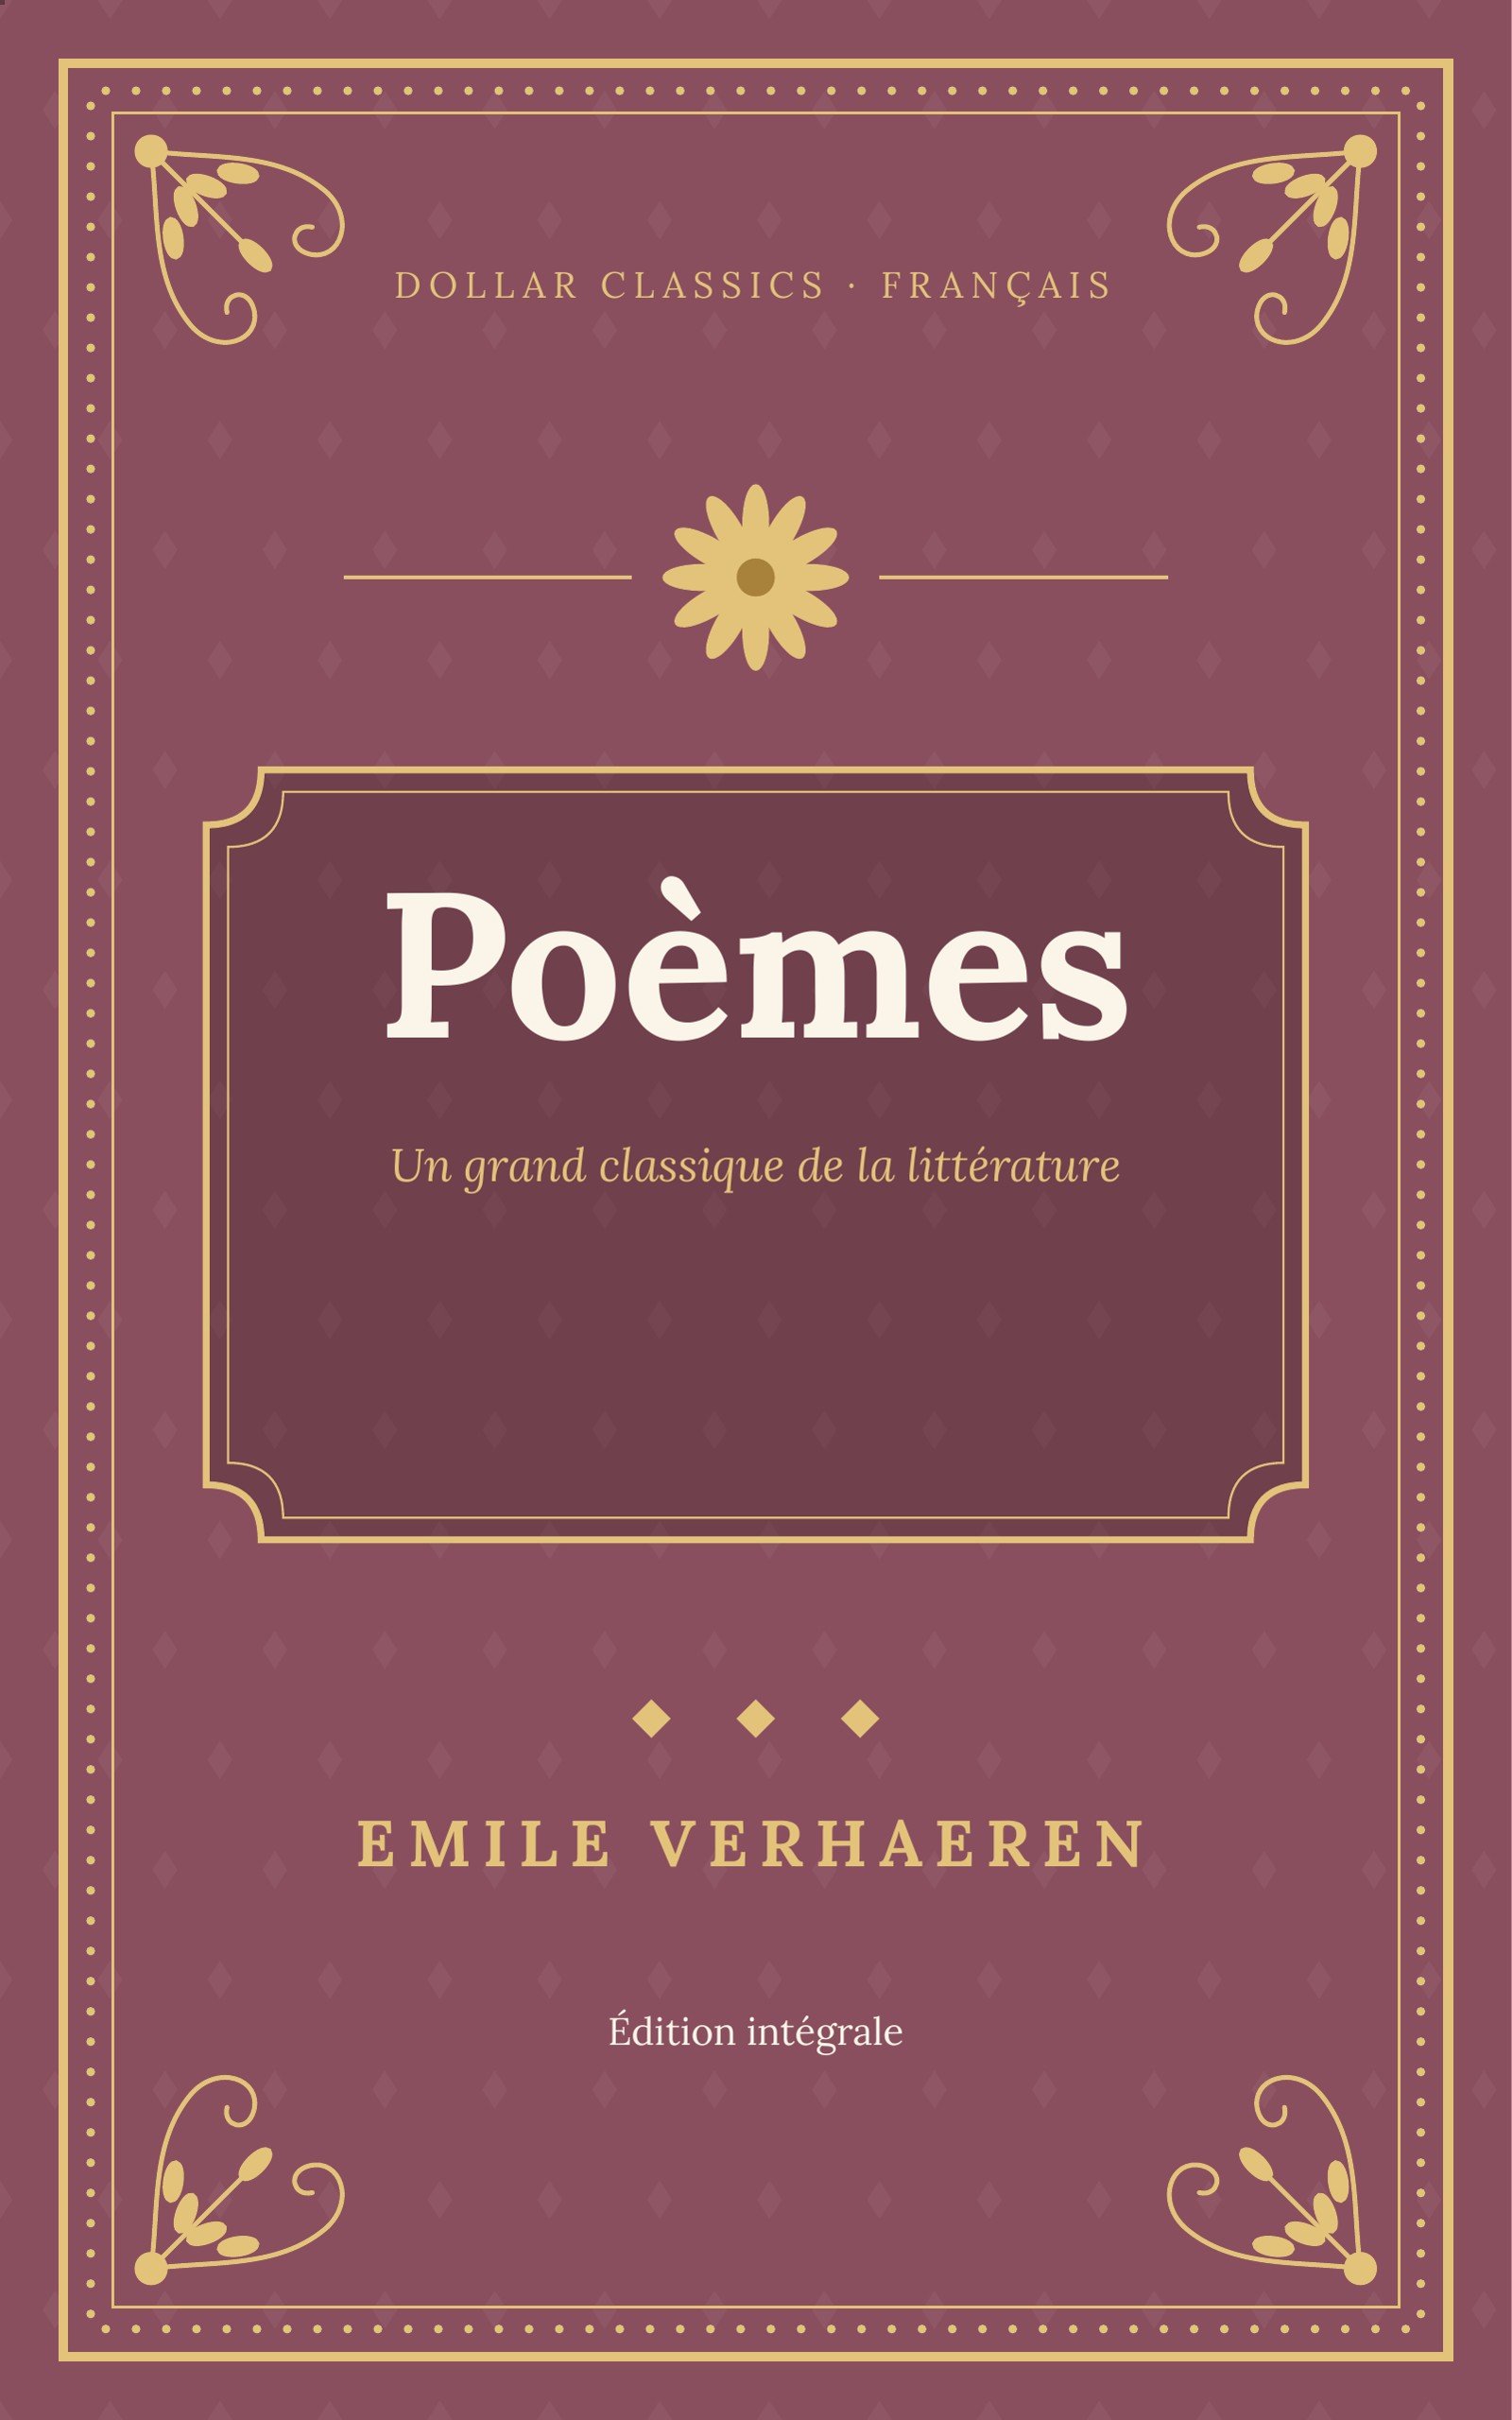 DOLLAR CLASSICS · FRANÇAIS
Poèmes
Un grand classique de la littérature
EMILE VERHAEREN
Édition intégrale